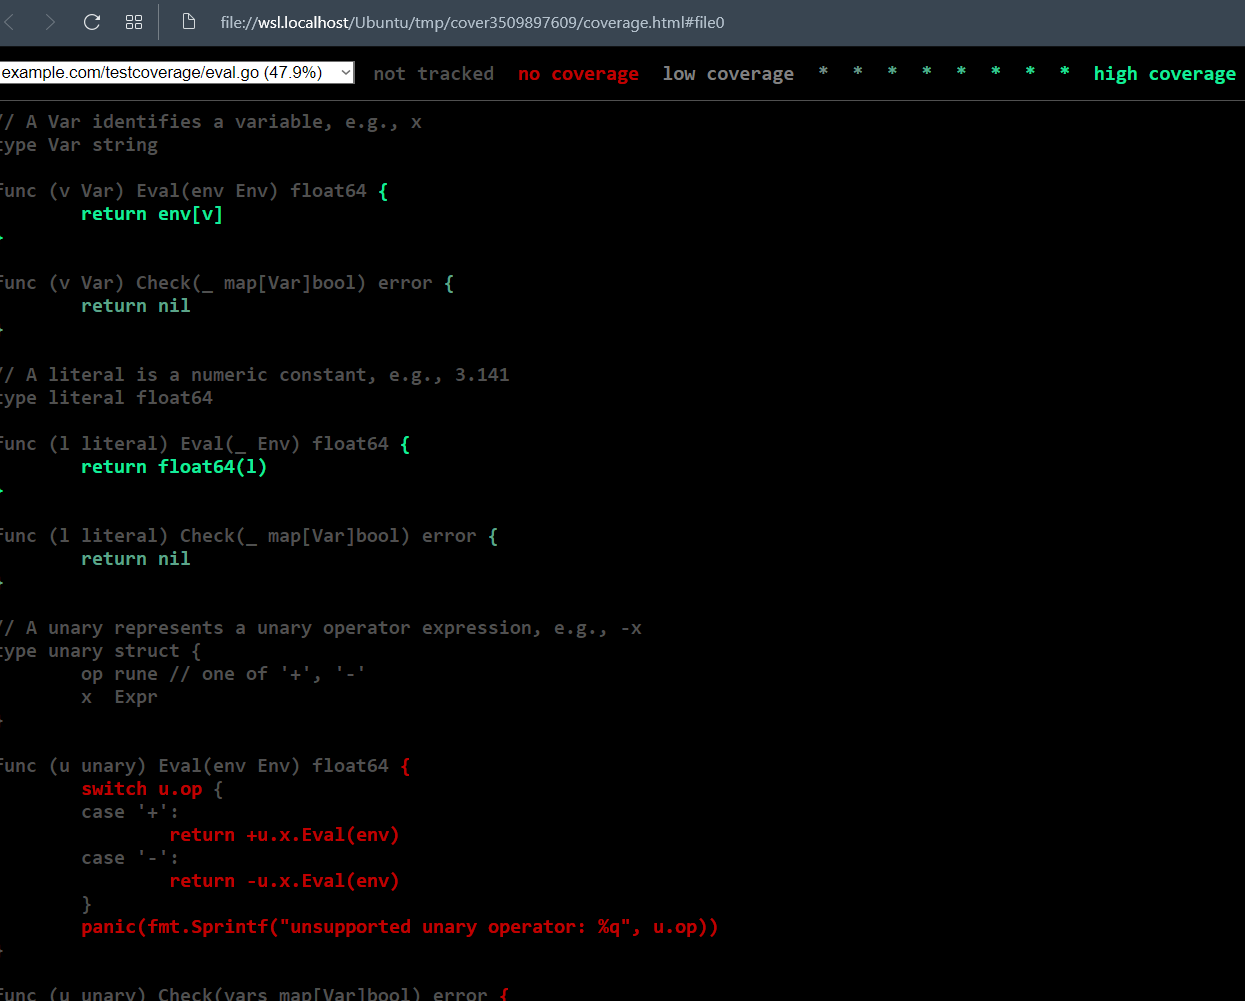 file://wsl.localhost/Ubuntu/tmp/cover3509897609/coverage.html#file0
example.com/testcoverage/eval.go (47.9%) not tracked no coverage low coverage * * * * * * * * high coverage
// A Var identifies a variable, e.g., x
type Var string
func (v Var) Eval(env Env) float64 {
return env[v]
}
func (v Var) Check(_ map[Var]bool) error {
return nil
}
// A literal is a numeric constant, e.g., 3.141
type literal float64
func (l literal) Eval(_ Env) float64 {
return float64(l)
}
func (l literal) Check(_ map[Var]bool) error {
return nil
}
// A unary represents a unary operator expression, e.g., -x
type unary struct {
op rune // one of '+', '-'
x  Expr
}
func (u unary) Eval(env Env) float64 {
switch u.op {
case '+':
return +u.x.Eval(env)
case '-':
return -u.x.Eval(env)
}
panic(fmt.Sprintf("unsupported unary operator: %q", u.op))
}
func (u unary) Check(vars map[Var]bool) error {